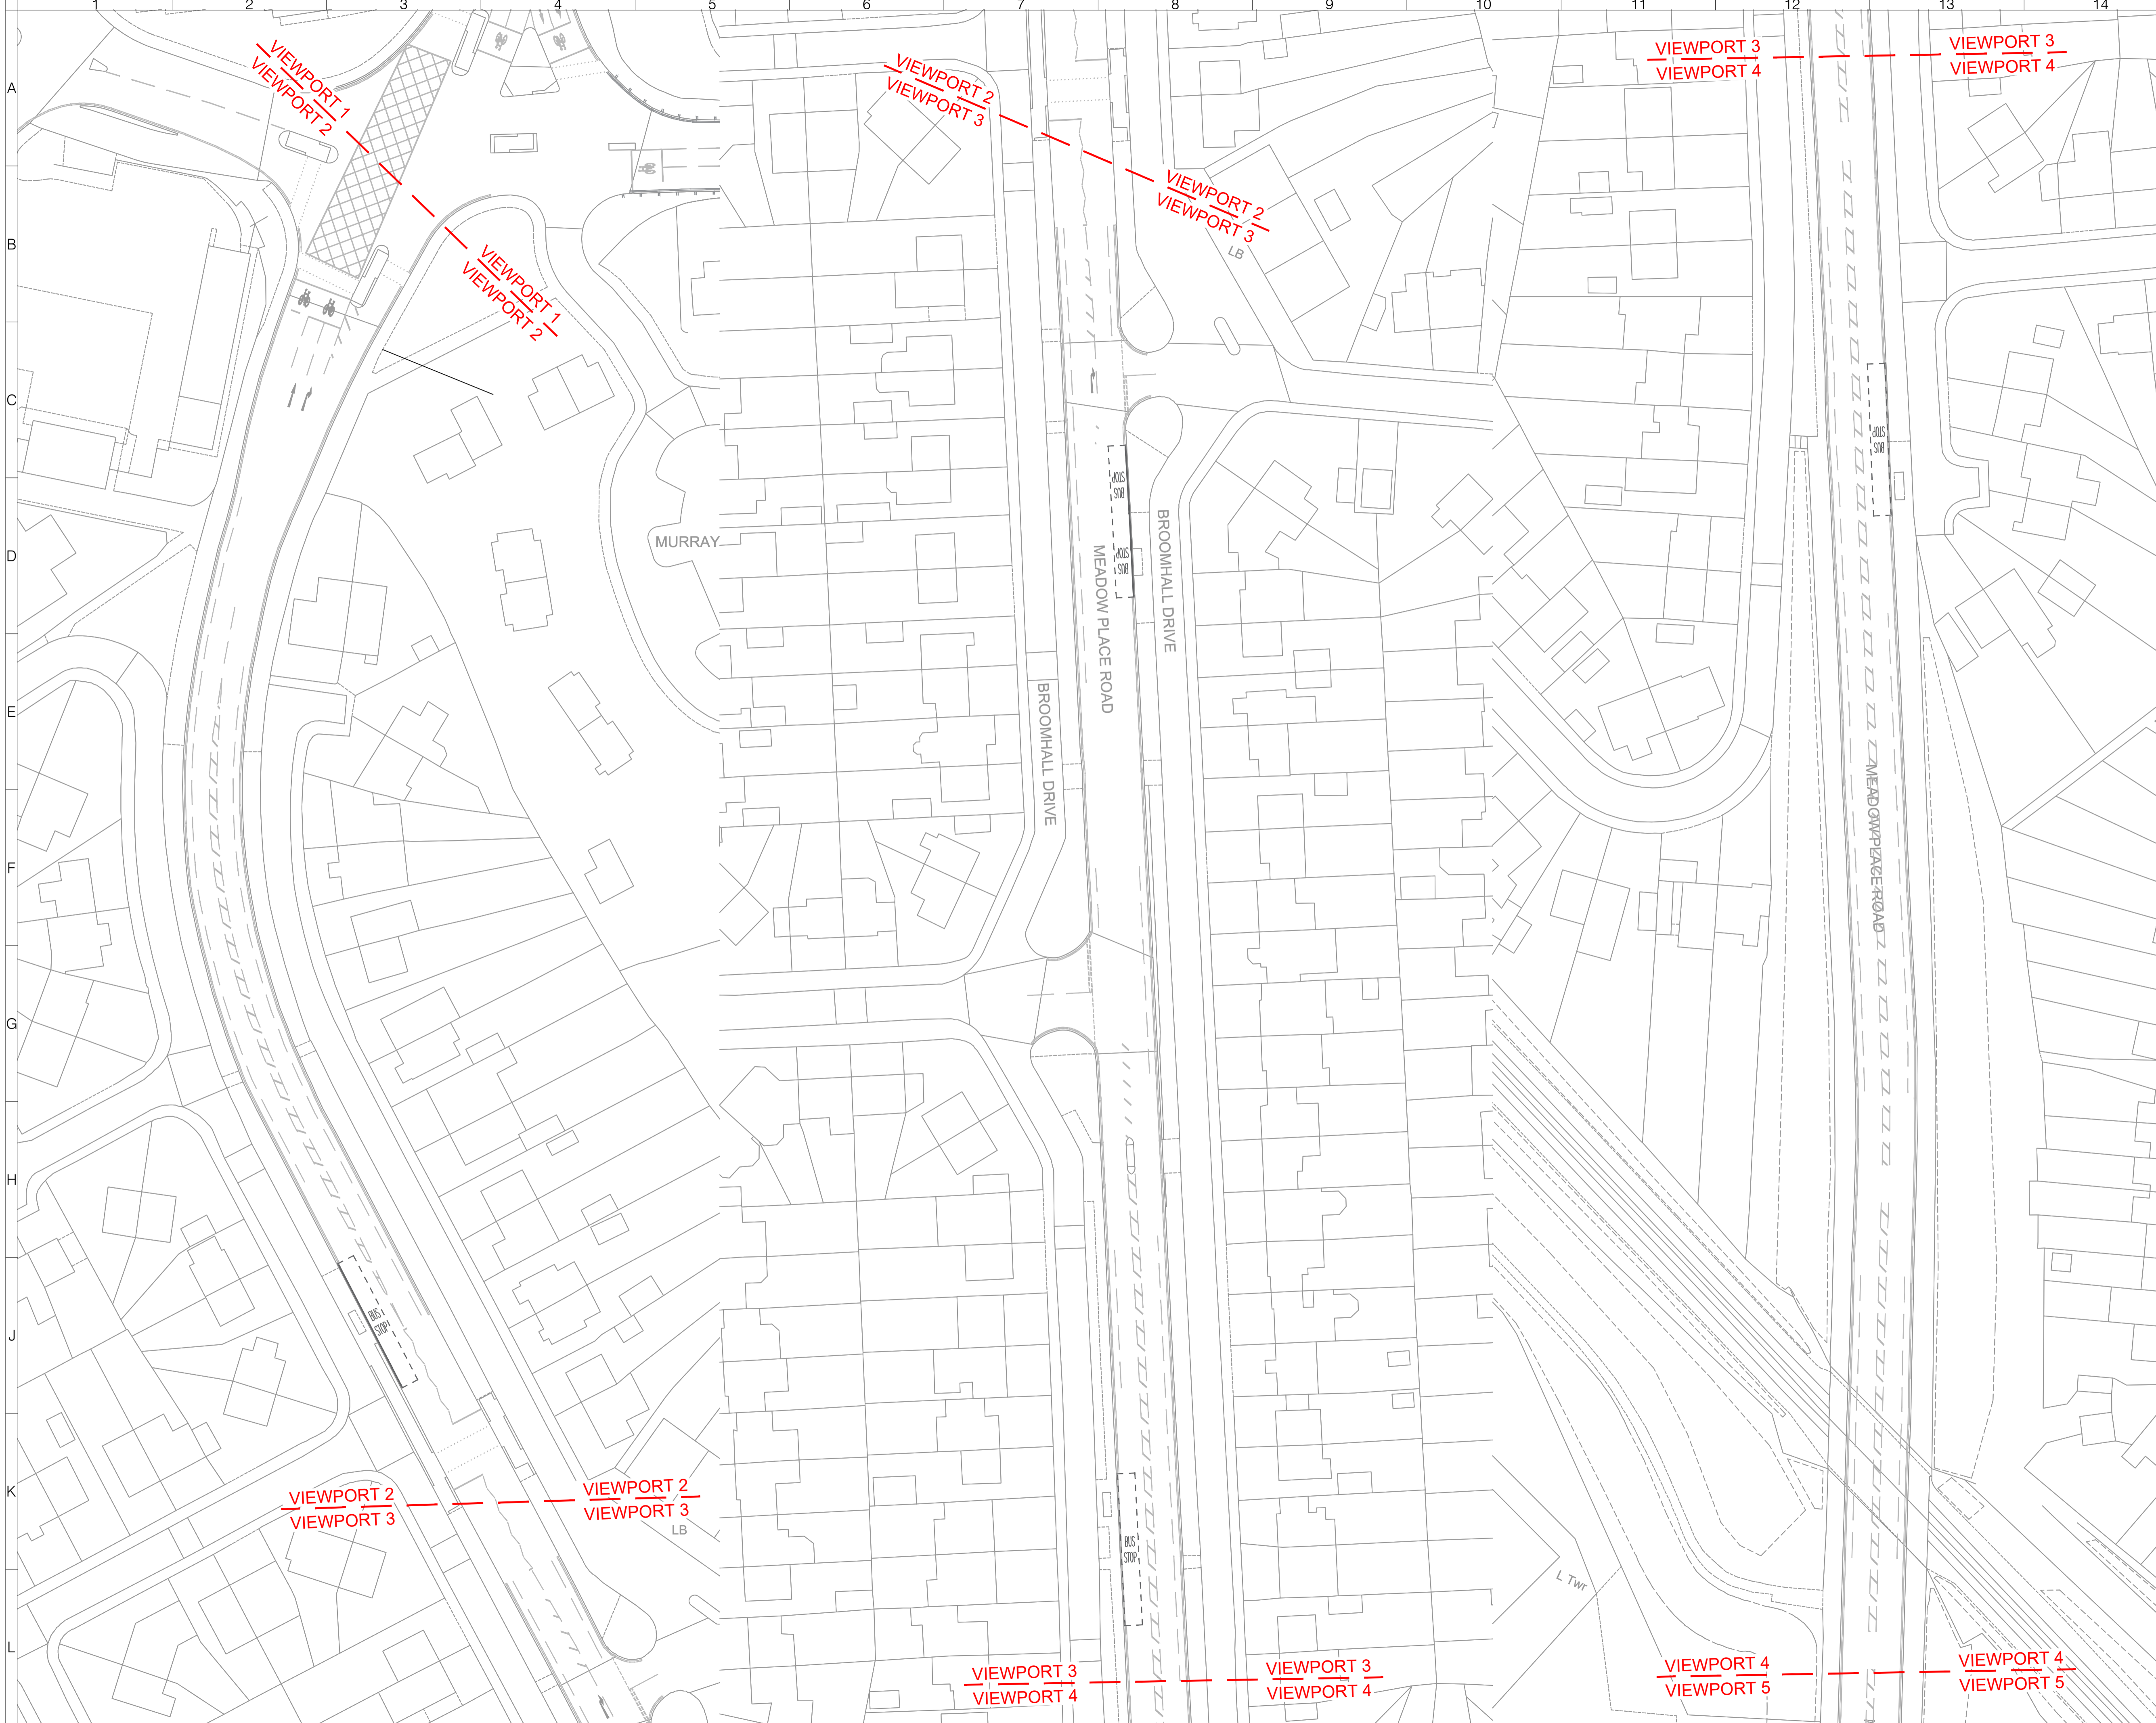 1 2 3 4 5 6 7 8 9 10 11 12 13 14
A
B
C
D
E
F
G
H
J
K
L
VIEWPORT 1
VIEWPORT 2
VIEWPORT 1
VIEWPORT 2
VIEWPORT 2
VIEWPORT 3
VIEWPORT 2
VIEWPORT 3
VIEWPORT 3
VIEWPORT 4
VIEWPORT 3
VIEWPORT 4
LB
MURRAY
BUS
STOP
BUS
STOP
BUS
STOP
MEADOW PLACE ROAD
BROOMHALL DRIVE
BROOMHALL DRIVE
MEADOW PLACE ROAD
BUS
STOP
VIEWPORT 2
VIEWPORT 3
VIEWPORT 2
VIEWPORT 3
LB
BUS
STOP
L Twr
VIEWPORT 3
VIEWPORT 4
VIEWPORT 3
VIEWPORT 4
VIEWPORT 4
VIEWPORT 5
VIEWPORT 4
VIEWPORT 5